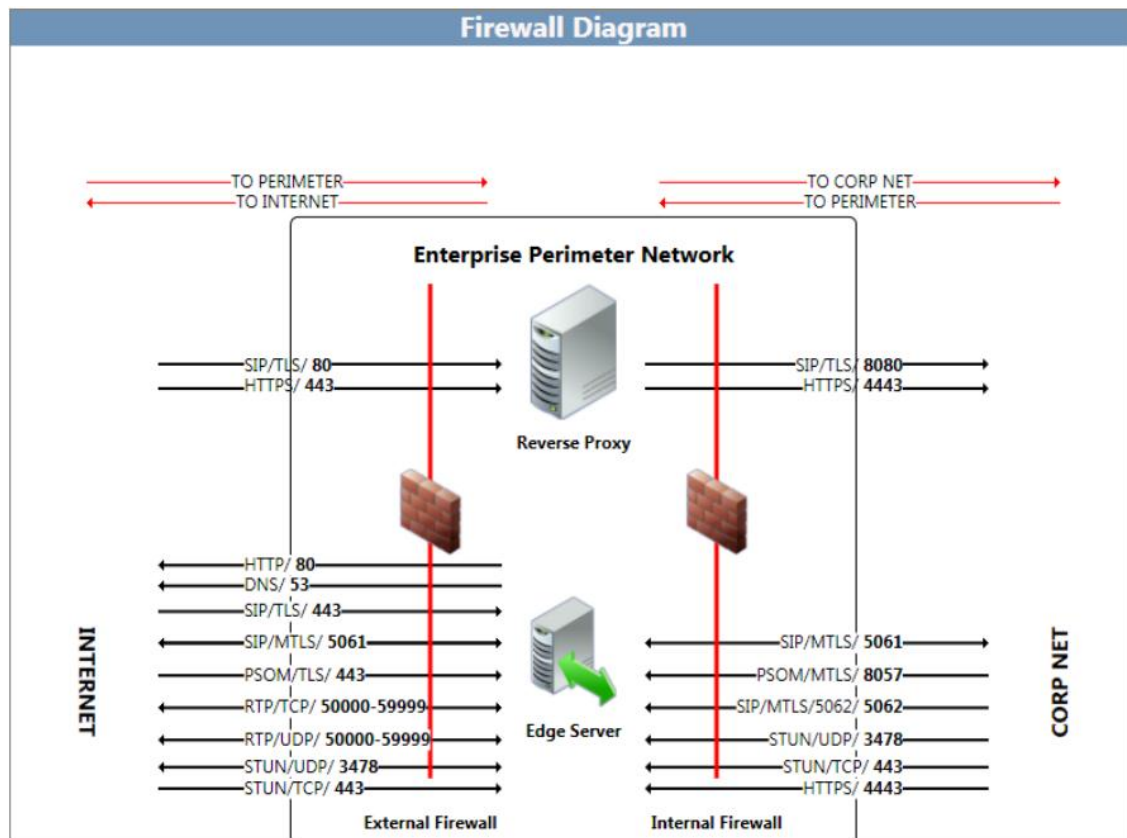 Firewall Diagram
TO PERIMETER
TO INTERNET
TO CORP NET
TO PERIMETER
Enterprise Perimeter Network
SIP/TLS/ 80
HTTPS/ 443
SIP/TLS/ 8080
HTTPS/ 4443
Reverse Proxy
HTTP/ 80
DNS/ 53
SIP/TLS/ 443
SIP/MTLS/ 5061
PSOM/TLS/ 443
RTP/TCP/ 50000-59999
RTP/UDP/ 50000-59999
STUN/UDP/ 3478
STUN/TCP/ 443
INTERNET
Edge Server
SIP/MTLS/ 5061
PSOM/MTLS/ 8057
SIP/MTLS/5062/ 5062
STUN/UDP/ 3478
STUN/TCP/ 443
HTTPS/ 4443
CORP NET
External Firewall
Internal Firewall